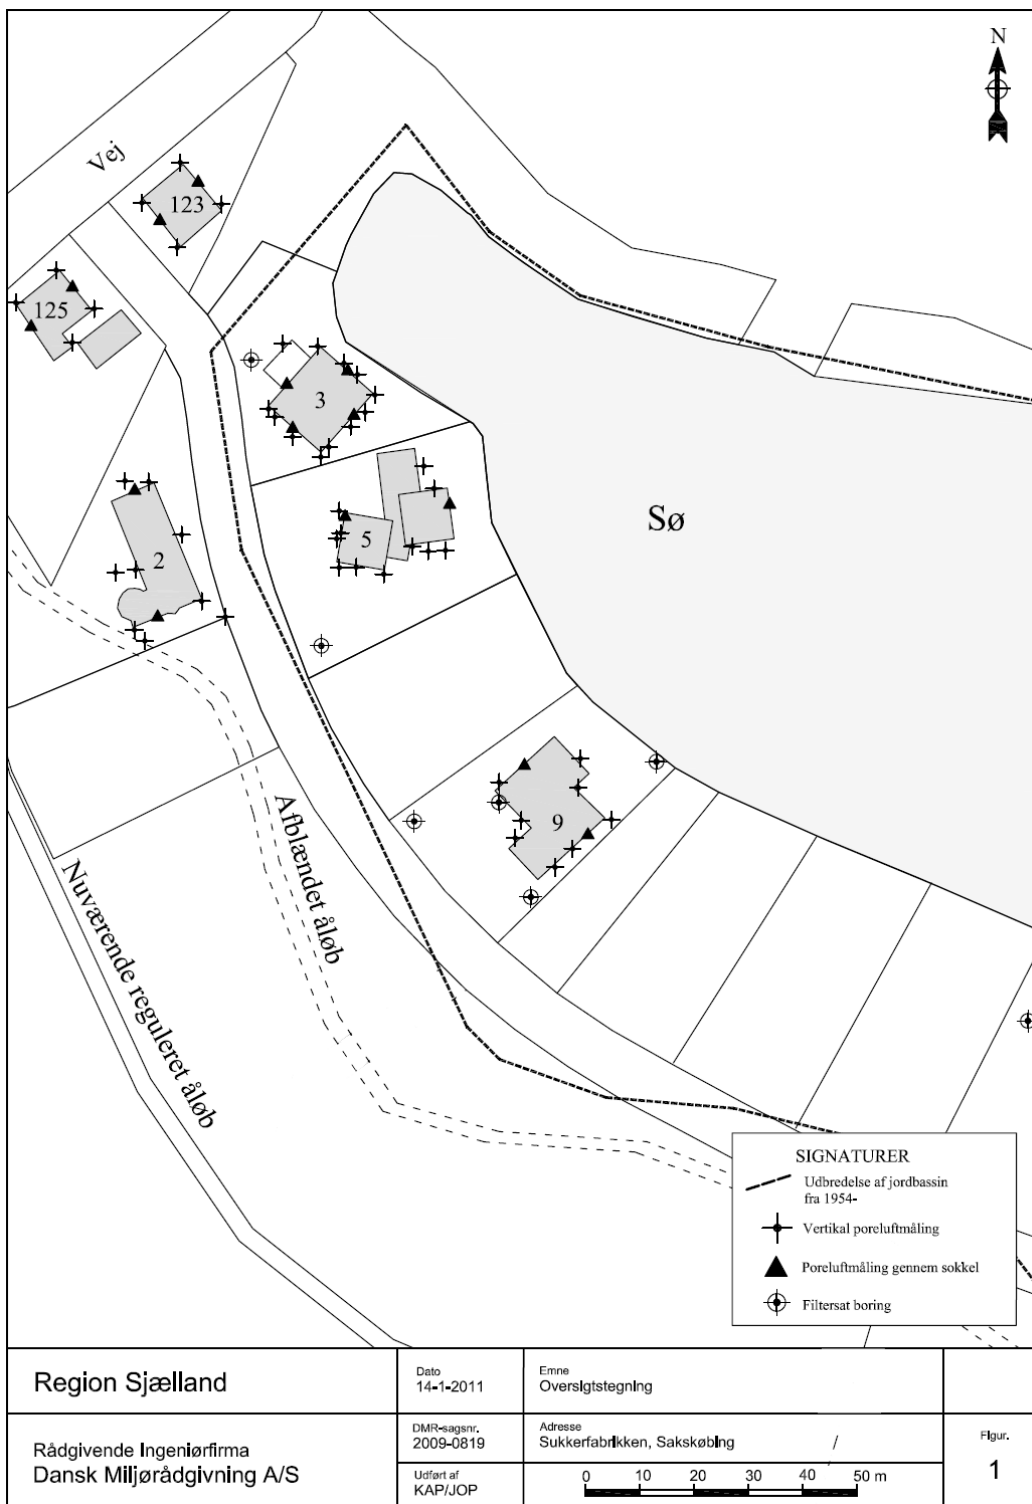 N
Vej
123
125
3
5
2
Sø
9
Afblændet åløb
Nuværende reguleret åløb
SIGNATURER
Udbredelse af jordbassin
fra 1954-
Vertikal poreluftmåling
Poreluftmåling gennem sokkel
Filtersat boring
Region Sjælland
Dato
14-1-2011
Emne
Oversigtstegning
Rådgivende Ingeniørfirma
Dansk Miljørådgivning A/S
DMR-sagsnr.
2009-0819
Adresse
Sukkerfabrikken, Sakskøbing
/
Figur.
1
Udført af
KAP/JOP
0 10 20 30 40 50 m